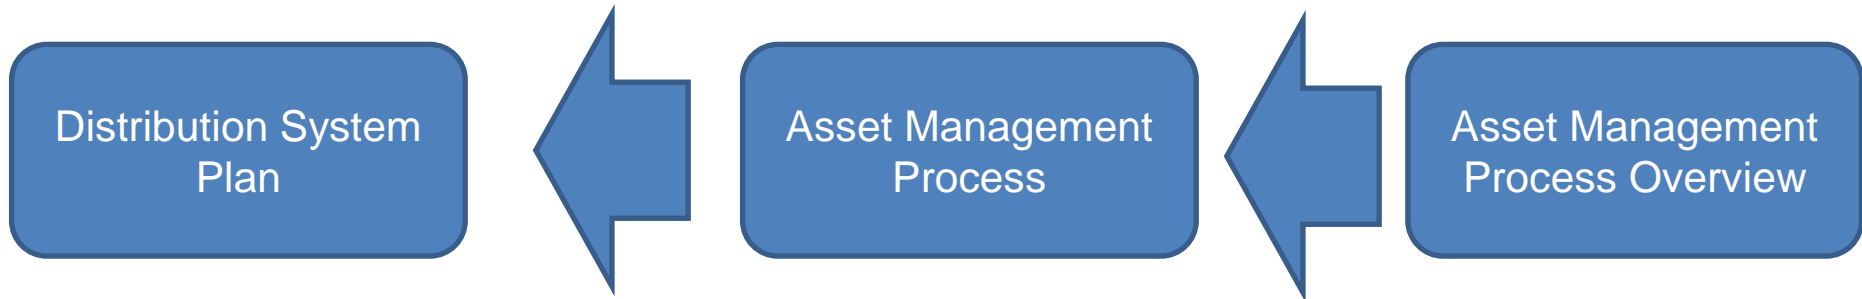 Distribution System
Plan
Asset Management
Process
Asset Management
Process Overview